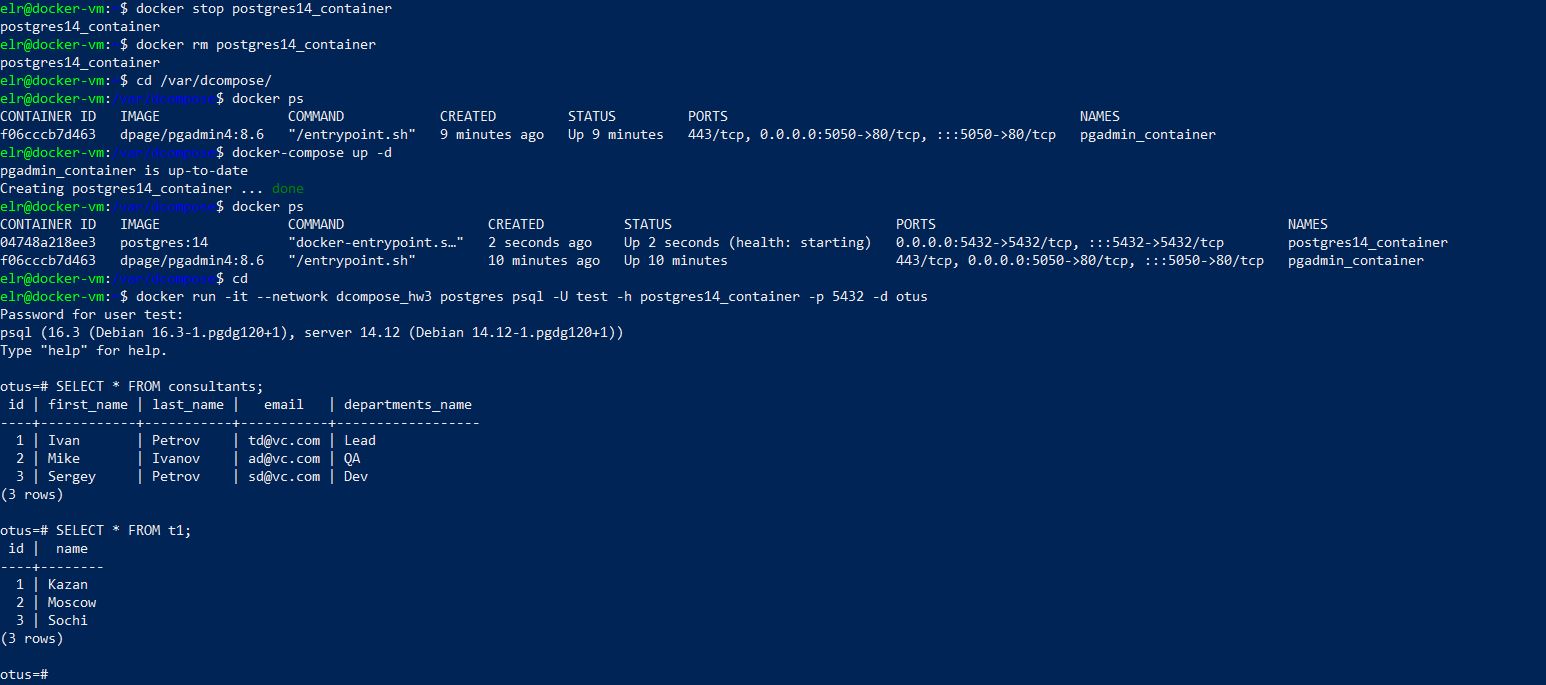 elr@docker-vm:~$ docker stop postgres14_container
postgres14_container
elr@docker-vm:~$ docker rm postgres14_container
postgres14_container
elr@docker-vm:~$ cd /var/dcompose/
elr@docker-vm:/var/dcompose$ docker ps
CONTAINER ID   IMAGE                COMMAND            CREATED         STATUS         PORTS                                            NAMES
f06cccb7d463   dpage/pgadmin4:8.6   "/entrypoint.sh"   9 minutes ago   Up 9 minutes   443/tcp, 0.0.0.0:5050->80/tcp, :::5050->80/tcp   pgadmin_container
elr@docker-vm:/var/dcompose$ docker-compose up -d
pgadmin_container is up-to-date
Creating postgres14_container ... done
elr@docker-vm:/var/dcompose$ docker ps
CONTAINER ID   IMAGE                COMMAND                  CREATED          STATUS                           PORTS                                            NAMES
04748a218ee3   postgres:14          "docker-entrypoint.s…"   2 seconds ago    Up 2 seconds (health: starting)   0.0.0.0:5432->5432/tcp, :::5432->5432/tcp        postgres14_container
f06cccb7d463   dpage/pgadmin4:8.6   "/entrypoint.sh"         10 minutes ago   Up 10 minutes                    443/tcp, 0.0.0.0:5050->80/tcp, :::5050->80/tcp   pgadmin_container
elr@docker-vm:/var/dcompose$ cd
elr@docker-vm:~$ docker run -it --network dcompose_hw3 postgres psql -U test -h postgres14_container -p 5432 -d otus
Password for user test:
psql (16.3 (Debian 16.3-1.pgdg120+1), server 14.12 (Debian 14.12-1.pgdg120+1))
Type "help" for help.

otus=# SELECT * FROM consultants;
 id | first_name | last_name |   email   | departments_name
----+------------+-----------+-----------+------------------
  1 | Ivan       | Petrov    | td@vc.com | Lead
  2 | Mike       | Ivanov    | ad@vc.com | QA
  3 | Sergey     | Petrov    | sd@vc.com | Dev
(3 rows)

otus=# SELECT * FROM t1;
 id |  name
----+--------
  1 | Kazan
  2 | Moscow
  3 | Sochi
(3 rows)

otus=#